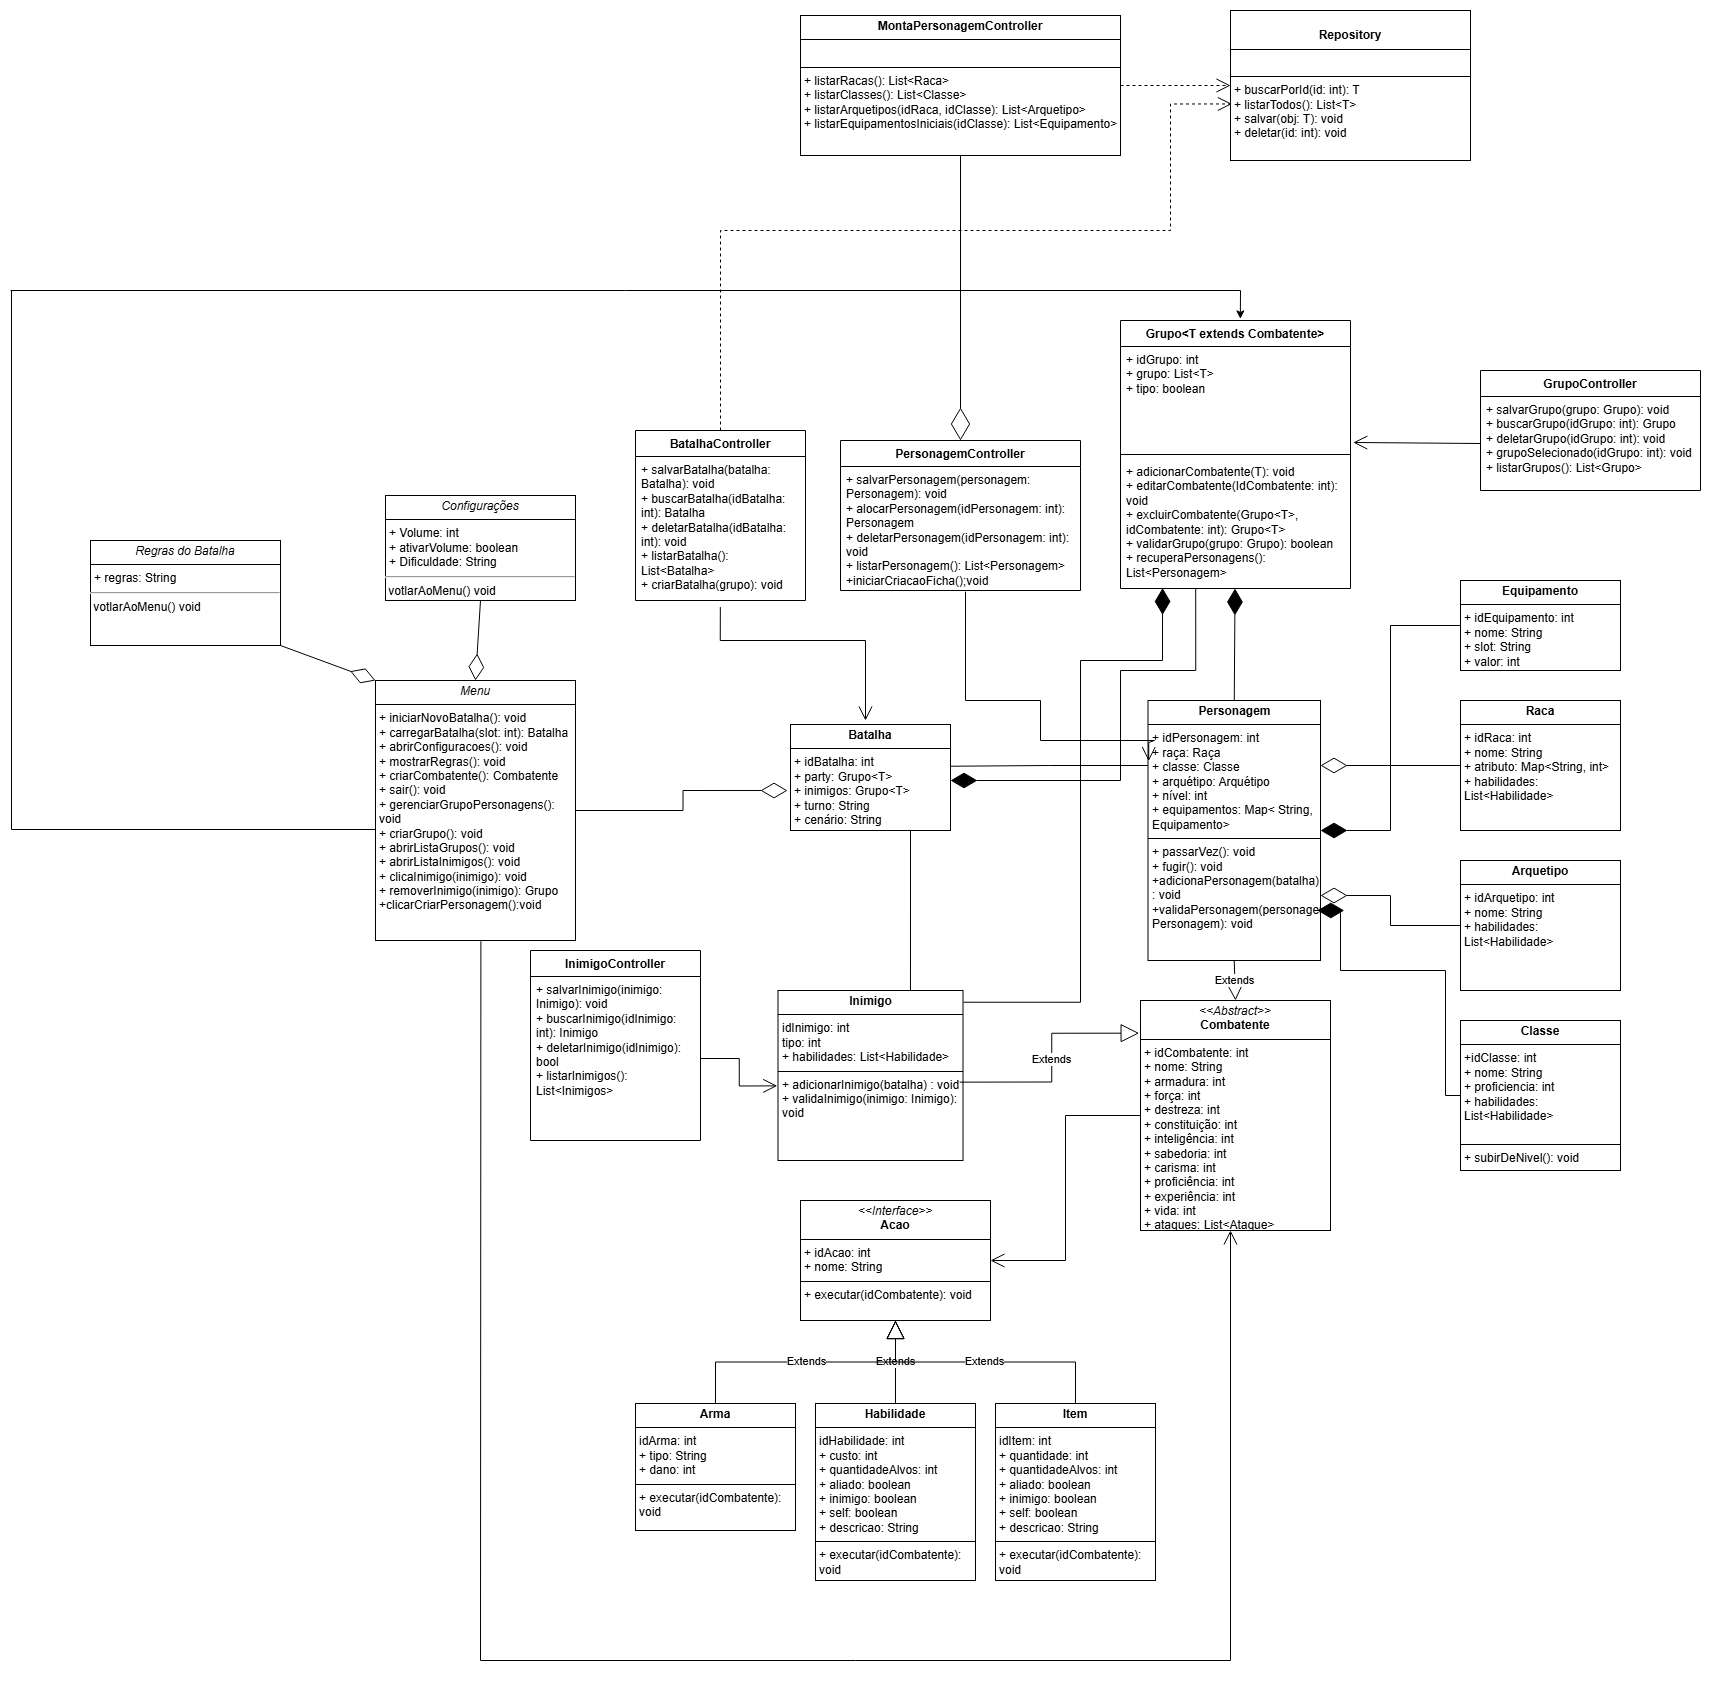 MontaPersonagemController
+ listarRacas(): List<Raca>
+ listarClasses(): List<Classe>
+ listarArquetipos(idRaca, idClasse): List<Arquetipo>
+ listarEquipamentosIniciais(idClasse): List<Equipamento>
Repository
+ buscarPorId(id: int): T
+ listarTodos(): List<T>
+ salvar(obj: T): void
+ deletar(id: int): void
Grupo<T extends Combatente>
+ idGrupo: int
+ grupo: List<T>
+ tipo: boolean
+ adicionarCombatente(T): void
+ editarCombatente(IdCombatente: int):
void
+ excluirCombatente(Grupo<T>,
idCombatente: int): Grupo<T>
+ validarGrupo(grupo: Grupo): boolean
+ recuperaPersonagens():
List<Personagem>
GrupoController
+ salvarGrupo(grupo: Grupo): void
+ buscarGrupo(idGrupo: int): Grupo
+ deletarGrupo(idGrupo: int): void
+ grupoSelecionado(idGrupo: int): void
+ listarGrupos(): List<Grupo>
BatalhaController
+ salvarBatalha(batalha:
Batalha): void
+ buscarBatalha(idBatalha:
int): Batalha
+ deletarBatalha(idBatalha:
int): void
+ listarBatalha():
List<Batalha>
+ criarBatalha(grupo): void
PersonagemController
+ salvarPersonagem(personagem:
Personagem): void
+ alocarPersonagem(idPersonagem: int):
Personagem
+ deletarPersonagem(idPersonagem: int):
void
+ listarPersonagem(): List<Personagem>
+iniciarCriacaoFicha();void
Configurações
+ Volume: int
+ ativarVolume: boolean
+ Dificuldade: String
votlarAoMenu() void
Regras do Batalha
+ regras: String
votlarAoMenu() void
Menu
+ iniciarNovoBatalha(): void
+ carregarBatalha(slot: int): Batalha
+ abrirConfiguracoes(): void
+ mostrarRegras(): void
+ criarCombatente(): Combatente
+ sair(): void
+ gerenciarGrupoPersonagens():
void
+ criarGrupo(): void
+ abrirListaGrupos(): void
+ abrirListaInimigos(): void
+ clicaInimigo(inimigo): void
+ removerInimigo(inimigo): Grupo
+clicarCriarPersonagem():void
Batalha
+ idBatalha: int
+ party: Grupo<T>
+ inimigos: Grupo<T>
+ turno: String
+ cenário: String
Personagem
+ idPersonagem: int
+ raça: Raça
+ classe: Classe
+ arquétipo: Arquétipo
+ nível: int
+ equipamentos: Map< String,
Equipamento>
+ passarVez(): void
+ fugir(): void
+adicionaPersonagem(batalha)
: void
+validaPersonagem(personage
Personagem): void
Equipamento
+ idEquipamento: int
+ nome: String
+ slot: String
+ valor: int
Raca
+ idRaca: int
+ nome: String
+ atributo: Map<String, int>
+ habilidades:
List<Habilidade>
Arquetipo
+ idArquetipo: int
+ nome: String
+ habilidades:
List<Habilidade>
Classe
+idClasse: int
+ nome: String
+ proficiencia: int
+ habilidades:
List<Habilidade>
+ subirDeNivel(): void
InimigoController
+ salvarInimigo(inimigo:
Inimigo): void
+ buscarInimigo(idInimigo:
int): Inimigo
+ deletarInimigo(idInimigo):
bool
+ listarInimigos():
List<Inimigos>
Inimigo
idInimigo: int
tipo: int
+ habilidades: List<Habilidade>
+ adicionarInimigo(batalha) : void
+ validaInimigo(inimigo: Inimigo):
void
Extends
Extends
<<Abstract>>
Combatente
+ idCombatente: int
+ nome: String
+ armadura: int
+ força: int
+ destreza: int
+ constituição: int
+ inteligência: int
+ sabedoria: int
+ carisma: int
+ proficiência: int
+ experiência: int
+ vida: int
+ ataques: List<Ataque>
<<Interface>>
Acao
+ idAcao: int
+ nome: String
+ executar(idCombatente): void
Extends
Extends
Extends
Arma
idArma: int
+ tipo: String
+ dano: int
+ executar(idCombatente):
void
Habilidade
idHabilidade: int
+ custo: int
+ quantidadeAlvos: int
+ aliado: boolean
+ inimigo: boolean
+ self: boolean
+ descricao: String
+ executar(idCombatente):
void
Item
idItem: int
+ quantidade: int
+ quantidadeAlvos: int
+ aliado: boolean
+ inimigo: boolean
+ self: boolean
+ descricao: String
+ executar(idCombatente):
void